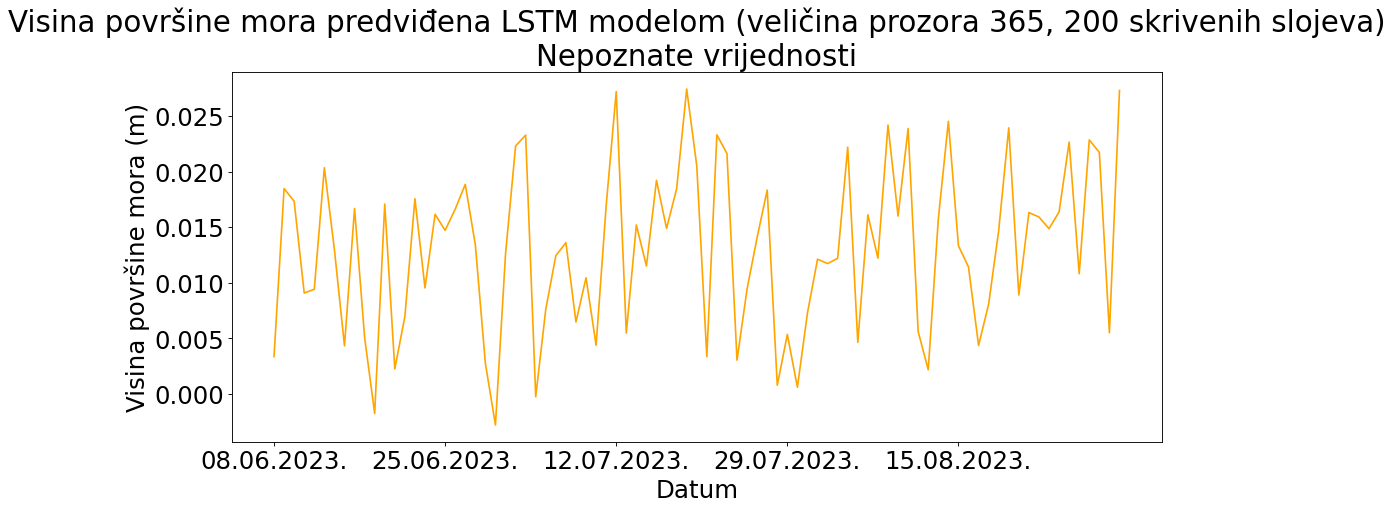 Visina površine mora predviđena LSTM modelom (veličina prozora 365, 200 skrivenih slojeva)
Nepoznate vrijednosti
Visina površine mora (m)
0.025
0.020
0.015
0.010
0.005
0.000
08.06.2023. 25.06.2023. 12.07.2023. 29.07.2023. 15.08.2023.
Datum